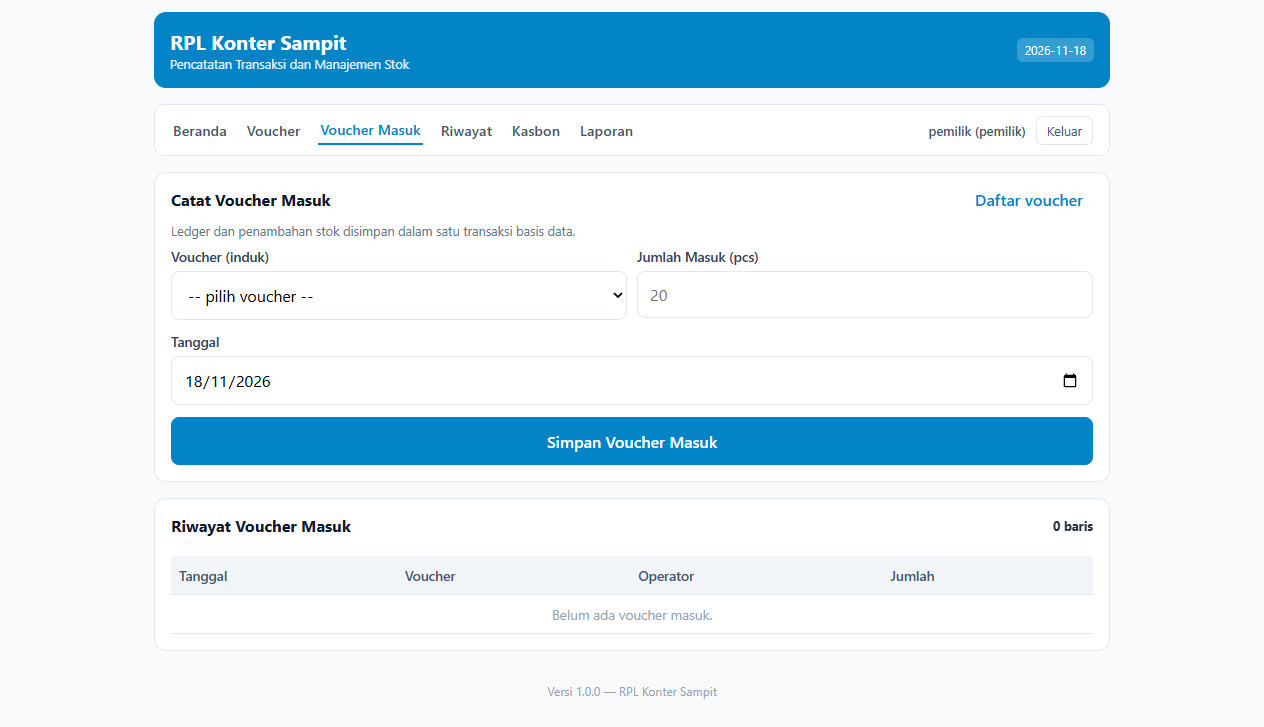 RPL Konter Sampit
Pencatatan Transaksi dan Manajemen Stok
2026-11-18
Beranda Voucher Voucher Masuk Riwayat Kasbon Laporan pemilik (pemilik) Keluar
Catat Voucher Masuk Daftar voucher
Ledger dan penambahan stok disimpan dalam satu transaksi basis data.
Voucher (induk) Jumlah Masuk (pcs)
-- pilih voucher -- 20
Tanggal
18/11/2026
Simpan Voucher Masuk
Riwayat Voucher Masuk 0 baris
Tanggal Voucher Operator Jumlah
Belum ada voucher masuk.
Versi 1.0.0 — RPL Konter Sampit